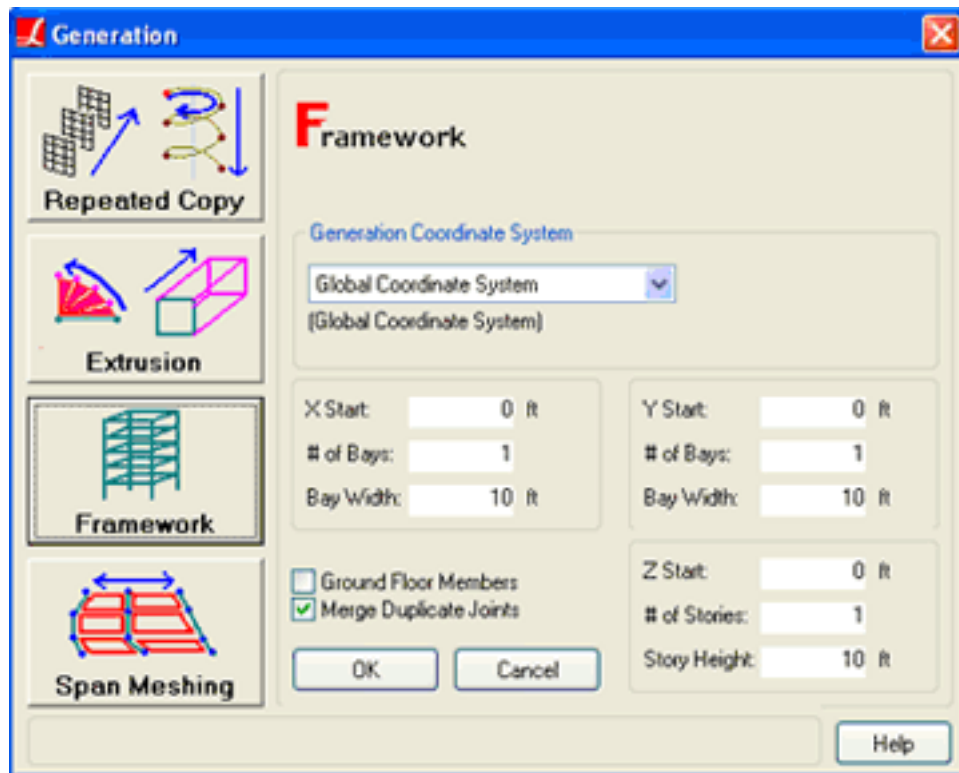 Generation
Repeated Copy
Extrusion
Framework
Span Meshing
Framework
Generation Coordinate System
Global Coordinate System
(Global Coordinate System)
X Start: 0 ft
# of Bays: 1
Bay Width: 10 ft
Y Start: 0 ft
# of Bays: 1
Bay Width: 10 ft
Ground Floor Members
Merge Duplicate Joints
Z Start: 0 ft
# of Stories: 1
Story Height: 10 ft
OK
Cancel
Help